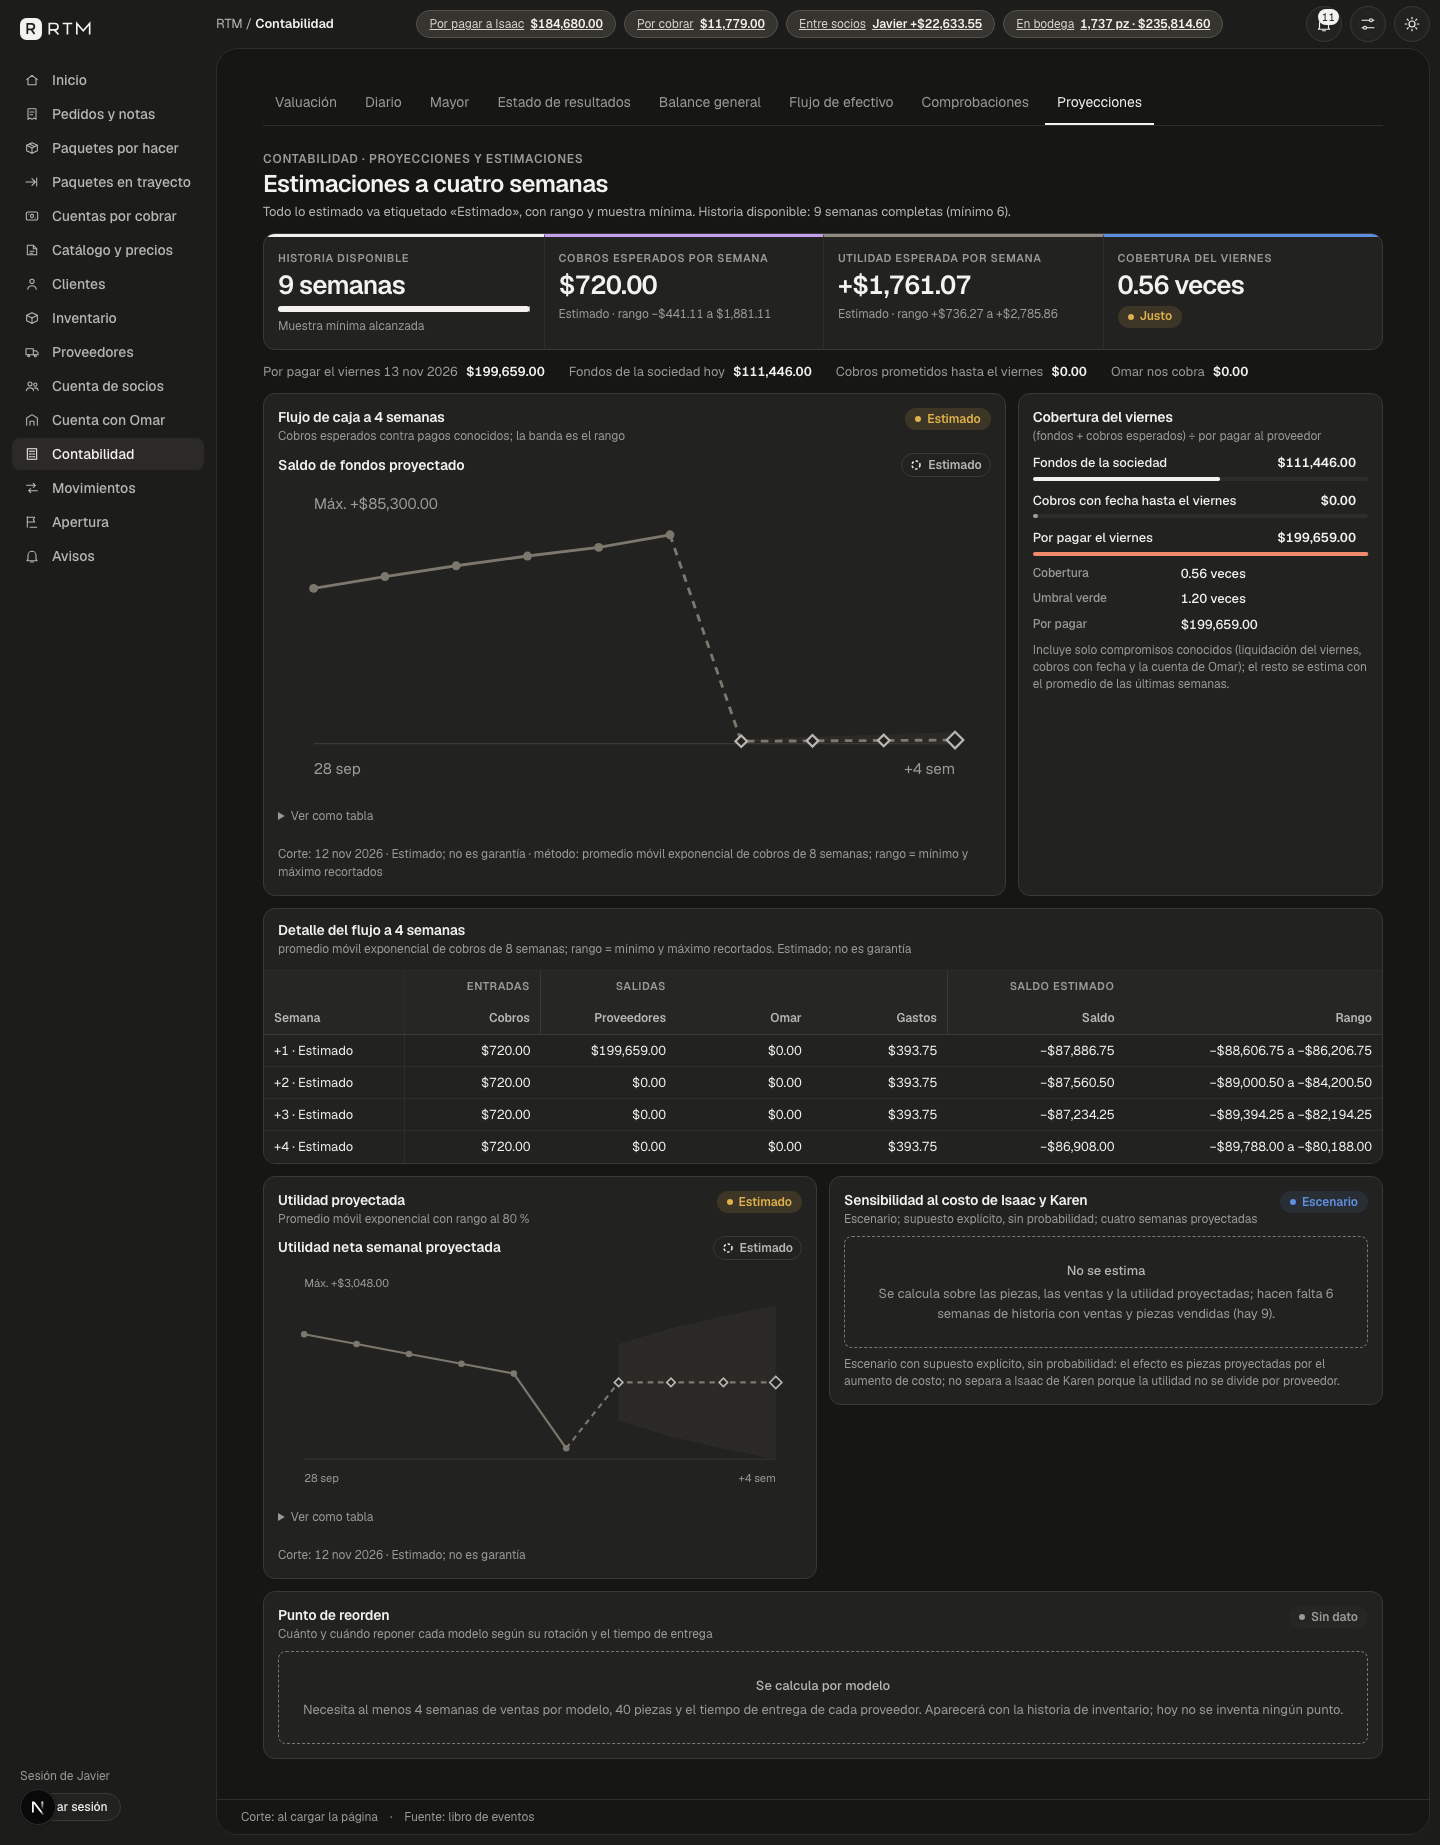 RTM
RTM / Contabilidad
Por pagar a Isaac $184,680.00
Por cobrar $11,779.00
Entre socios Javier +$22,633.55
En bodega 1,737 pz · $235,814.60
11
Inicio
Pedidos y notas
Paquetes por hacer
Paquetes en trayecto
Cuentas por cobrar
Catálogo y precios
Clientes
Inventario
Proveedores
Cuenta de socios
Cuenta con Omar
Contabilidad
Movimientos
Apertura
Avisos
Sesión de Javier
N
ar sesión
Valuación Diario Mayor Estado de resultados Balance general Flujo de efectivo Comprobaciones Proyecciones
CONTABILIDAD · PROYECCIONES Y ESTIMACIONES
Estimaciones a cuatro semanas
Todo lo estimado va etiquetado «Estimado», con rango y muestra mínima. Historia disponible: 9 semanas completas (mínimo 6).
HISTORIA DISPONIBLE
9 semanas
Muestra mínima alcanzada
COBROS ESPERADOS POR SEMANA
$720.00
Estimado · rango −$441.11 a $1,881.11
UTILIDAD ESPERADA POR SEMANA
+$1,761.07
Estimado · rango +$736.27 a +$2,785.86
COBERTURA DEL VIERNES
0.56 veces
Justo
Por pagar el viernes 13 nov 2026 $199,659.00 Fondos de la sociedad hoy $111,446.00 Cobros prometidos hasta el viernes $0.00 Omar nos cobra $0.00
Flujo de caja a 4 semanas
Estimado
Cobros esperados contra pagos conocidos; la banda es el rango
Saldo de fondos proyectado
Estimado
Máx. +$85,300.00
28 sep
+4 sem
Ver como tabla
Corte: 12 nov 2026 · Estimado; no es garantía · método: promedio móvil exponencial de cobros de 8 semanas; rango = mínimo y
máximo recortados
Cobertura del viernes
(fondos + cobros esperados) ÷ por pagar al proveedor
Fondos de la sociedad $111,446.00
Cobros con fecha hasta el viernes $0.00
Por pagar el viernes $199,659.00
Cobertura 0.56 veces
Umbral verde 1.20 veces
Por pagar $199,659.00
Incluye solo compromisos conocidos (liquidación del viernes,
cobros con fecha y la cuenta de Omar); el resto se estima con
el promedio de las últimas semanas.
Detalle del flujo a 4 semanas
promedio móvil exponencial de cobros de 8 semanas; rango = mínimo y máximo recortados. Estimado; no es garantía
ENTRADAS SALIDAS SALDO ESTIMADO
Semana Cobros Proveedores Omar Gastos Saldo Rango
+1 · Estimado $720.00 $199,659.00 $0.00 $393.75 −$87,886.75 −$88,606.75 a −$86,206.75
+2 · Estimado $720.00 $0.00 $0.00 $393.75 −$87,560.50 −$89,000.50 a −$84,200.50
+3 · Estimado $720.00 $0.00 $0.00 $393.75 −$87,234.25 −$89,394.25 a −$82,194.25
+4 · Estimado $720.00 $0.00 $0.00 $393.75 −$86,908.00 −$89,788.00 a −$80,188.00
Utilidad proyectada
Estimado
Promedio móvil exponencial con rango al 80 %
Utilidad neta semanal proyectada
Estimado
Máx. +$3,048.00
28 sep
+4 sem
Ver como tabla
Corte: 12 nov 2026 · Estimado; no es garantía
Sensibilidad al costo de Isaac y Karen
Escenario
Escenario; supuesto explícito, sin probabilidad; cuatro semanas proyectadas
No se estima
Se calcula sobre las piezas, las ventas y la utilidad proyectadas; hacen falta 6
semanas de historia con ventas y piezas vendidas (hay 9).
Escenario con supuesto explícito, sin probabilidad: el efecto es piezas proyectadas por el
aumento de costo; no separa a Isaac de Karen porque la utilidad no se divide por proveedor.
Punto de reorden
Sin dato
Cuánto y cuándo reponer cada modelo según su rotación y el tiempo de entrega
Se calcula por modelo
Necesita al menos 4 semanas de ventas por modelo, 40 piezas y el tiempo de entrega de cada proveedor. Aparecerá con la historia de inventario; hoy no se inventa ningún punto.
Corte: al cargar la página · Fuente: libro de eventos